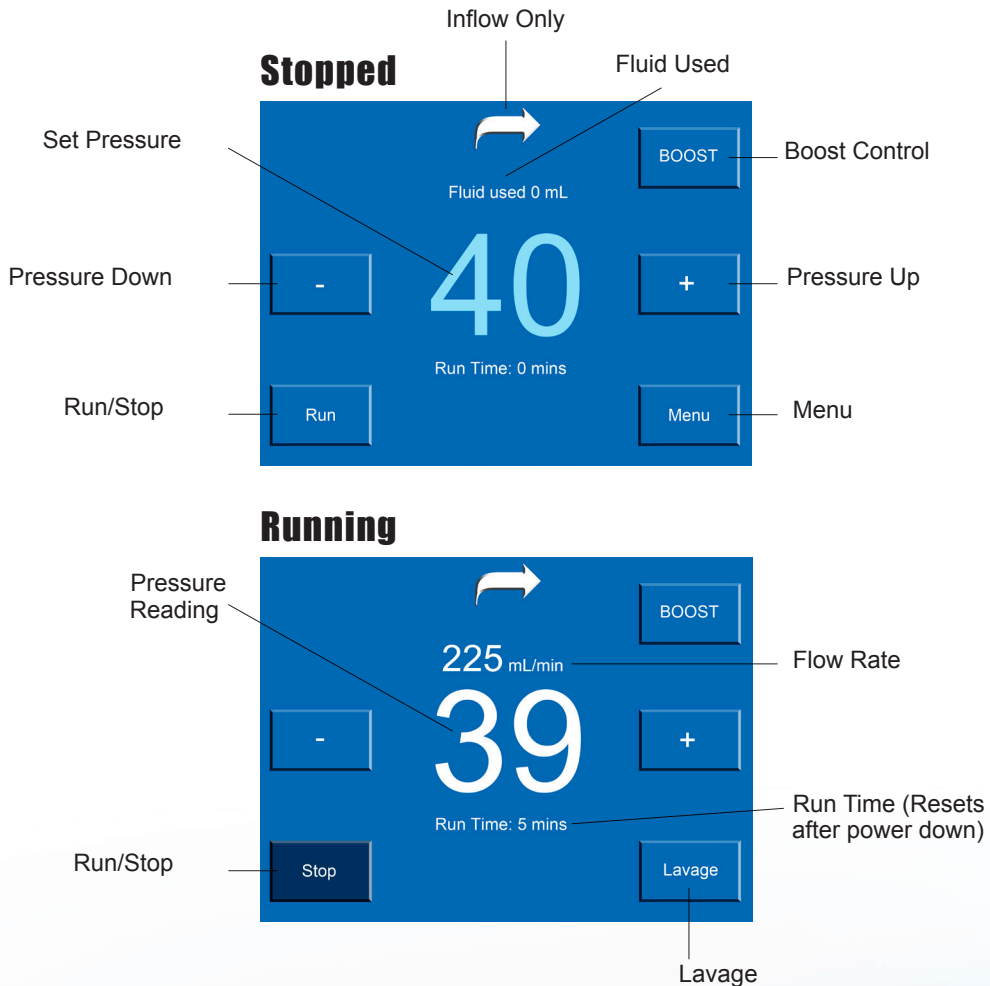 Inflow Only
Stopped
Fluid Used
Set Pressure
BOOST
Boost Control
Fluid used 0 mL
Pressure Down
-
40
+
Pressure Up
Run Time: 0 mins
Run/Stop
Run
Menu
Menu
Running
Pressure
Reading
BOOST
225 mL/min
Flow Rate
-
39
+
Run Time: 5 mins
Run Time (Resets
after power down)
Run/Stop
Stop
Lavage
Lavage